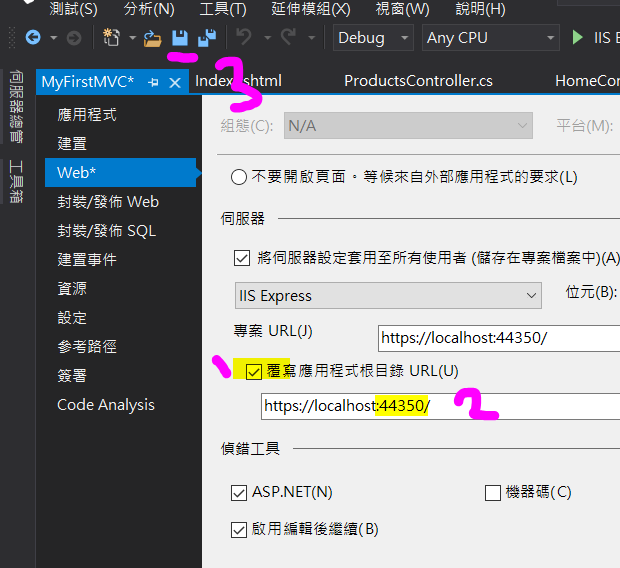 測試(S) 分析(N) 工具(T) 延伸模組(X) 視窗(W) 說明(H)
Debug Any CPU IIS E
伺服器總管
工具箱
MyFirstMVC* Index shtml ProductsController.cs HomeCon
3
應用程式
建置
Web*
封裝/發佈 Web
封裝/發佈 SQL
建置事件
資源
設定
參考路徑
簽署
Code Analysis
組態(C): N/A 平台(M):
不要開啟頁面。等候來自外部應用程式的要求(L)
伺服器
將伺服器設定套用至所有使用者 (儲存在專案檔案中)(A)
IIS Express 位元(B):
專案 URL(J) https://localhost:44350/
覆寫應用程式根目錄 URL(U)
https://localhost:44350/ 2
偵錯工具
ASP.NET(N) 機器碼(C)
啟用編輯後繼續(B)